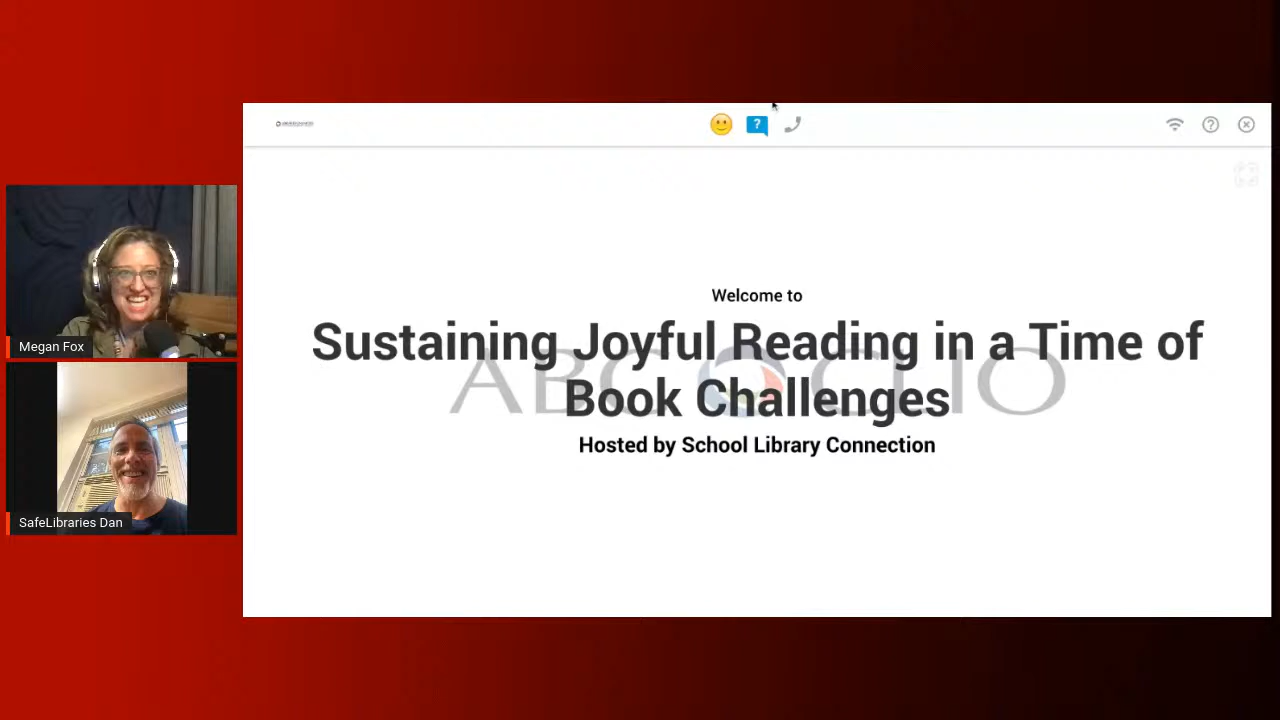 Megan Fox
SafeLibraries Dan
?
Welcome to
Sustaining Joyful Reading in a Time of
Book Challenges
ABC CLIO
Hosted by School Library Connection